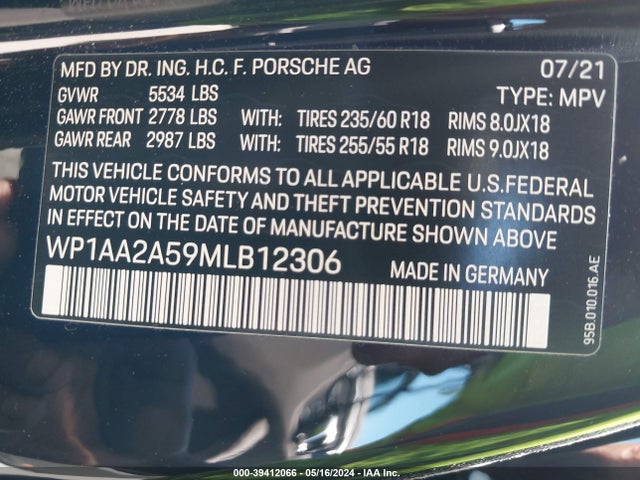 MFD BY DR. ING. H.C. F. PORSCHE AG 07/21
GVWR 5534 LBS TYPE: MPV
GAWR FRONT 2778 LBS WITH: TIRES 235/60 R18 RIMS 8.0JX18
GAWR REAR 2987 LBS WITH: TIRES 255/55 R18 RIMS 9.0JX18
THIS VEHICLE CONFORMS TO ALL APPLICABLE U.S.FEDERAL
MOTOR VEHICLE SAFETY AND THEFT PREVENTION STANDARDS
IN EFFECT ON THE DATE OF MANUFACTURE SHOWN ABOVE
WP1AA2A59MLB12306 MADE IN GERMANY
95B.010.016.AE
000-39412066 - 05/16/2024 - IAA Inc.